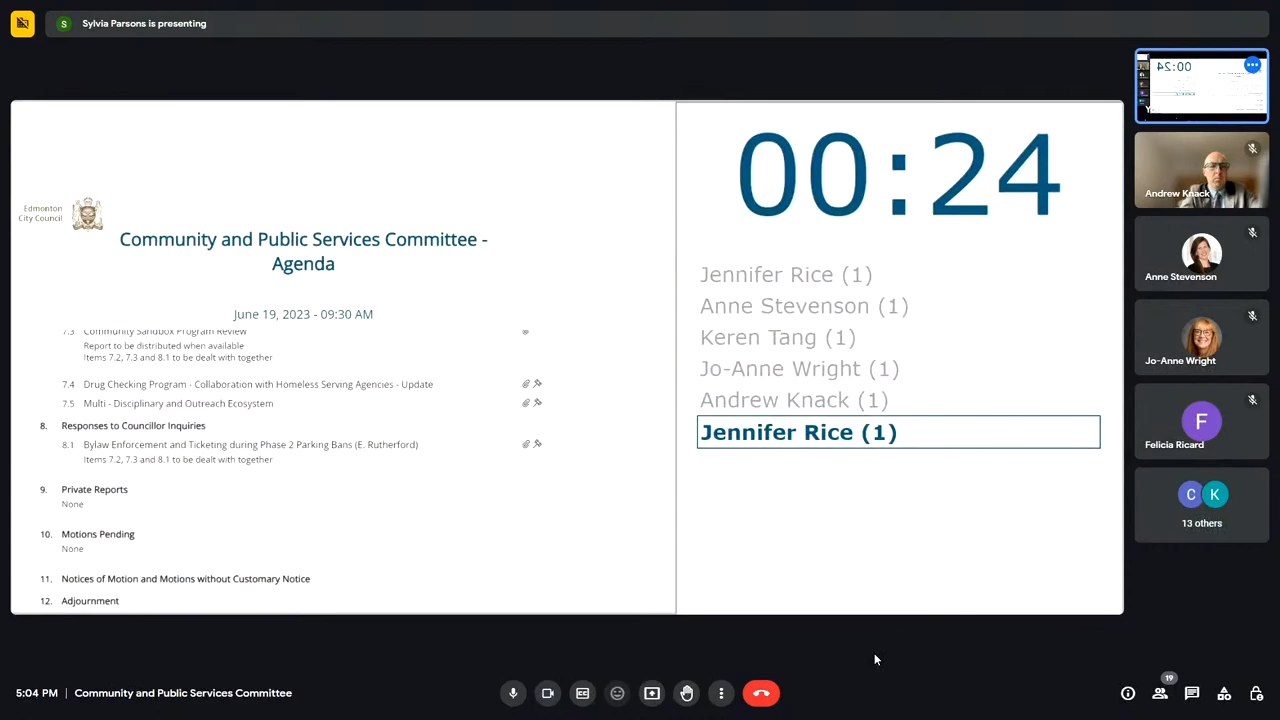 S Sylvia Parsons is presenting
Edmonton
City Council
Community and Public Services Committee -
Agenda
June 19, 2023 - 09:30 AM
7.3 Community Sandbox Program Review
Report to be distributed when available
Items 7.2, 7.3 and 8.1 to be dealt with together
7.4 Drug Checking Program - Collaboration with Homeless Serving Agencies - Update
7.5 Multi - Disciplinary and Outreach Ecosystem
8. Responses to Councillor Inquiries
8.1 Bylaw Enforcement and Ticketing during Phase 2 Parking Bans (E. Rutherford)
Items 7.2, 7.3 and 8.1 to be dealt with together
9. Private Reports
None
10. Motions Pending
None
11. Notices of Motion and Motions without Customary Notice
12. Adjournment
00:24
Jennifer Rice (1)
Anne Stevenson (1)
Keren Tang (1)
Jo-Anne Wright (1)
Andrew Knack (1)
Jennifer Rice (1)
00:24
Andrew Knack
Anne Stevenson
Jo-Anne Wright
F
Felicia Ricard
C K
13 others
5:04 PM | Community and Public Services Committee
19